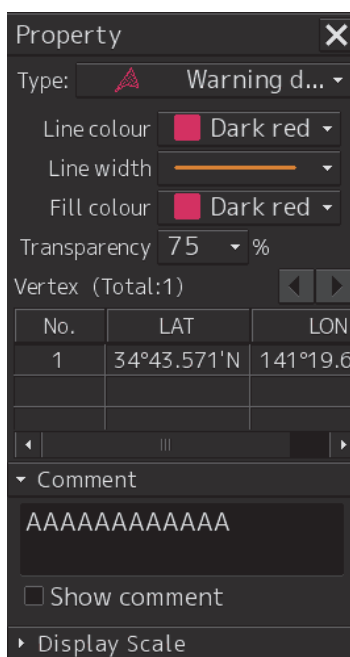 Property
Type: Warning d...
Line colour Dark red
Line width
Fill colour Dark red
Transparency 75 %
Vertex (Total:1)
No. LAT LON
1 34°43.571'N 141°19.6
Comment
AAAAAAAAAAAA
Show comment
Display Scale